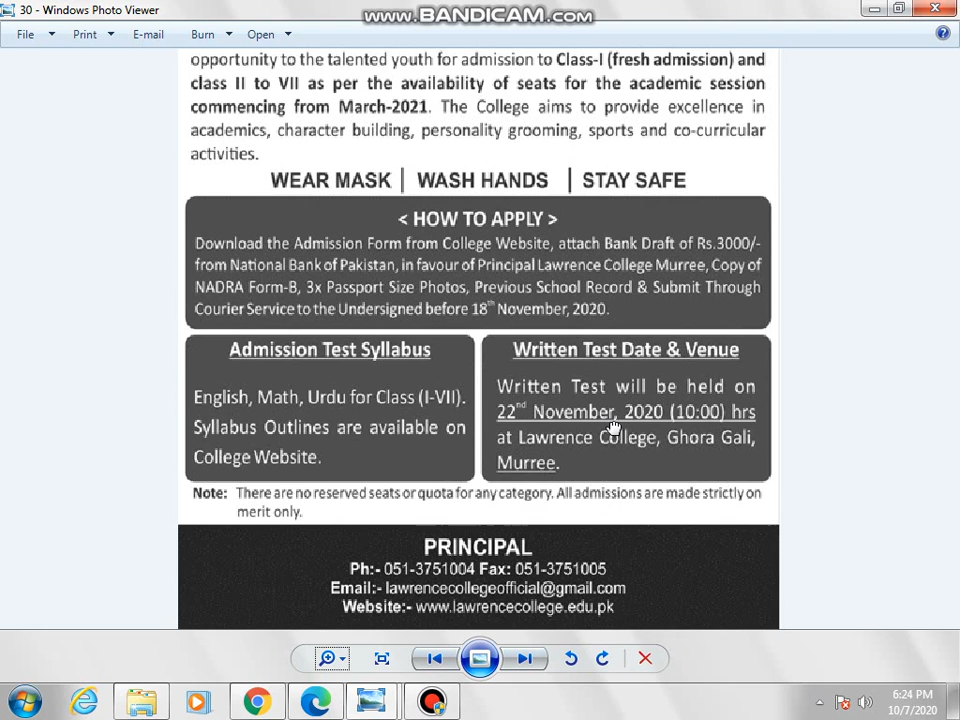 30 - Windows Photo Viewer
www.BANDICAM.com
File Print E-mail Burn Open
opportunity to the talented youth for admission to Class-I (fresh admission) and
class II to VII as per the availability of seats for the academic session
commencing from March-2021. The College aims to provide excellence in
academics, character building, personality grooming, sports and co-curricular
activities.
WEAR MASK | WASH HANDS | STAY SAFE
< HOW TO APPLY >
Download the Admission Form from College Website, attach Bank Draft of Rs.3000/-
from National Bank of Pakistan, in favour of Principal Lawrence College Murree, Copy of
NADRA Form-B, 3x Passport Size Photos, Previous School Record & Submit Through
Courier Service to the Undersigned before 18th November, 2020.
Admission Test Syllabus
English, Math, Urdu for Class (I-VII).
Syllabus Outlines are available on
College Website.
Written Test Date & Venue
Written Test will be held on
22nd November, 2020 (10:00) hrs
at Lawrence College, Ghora Gali,
Murree.
Note: There are no reserved seats or quota for any category. All admissions are made strictly on
merit only.
PRINCIPAL
Ph:- 051-3751004 Fax: 051-3751005
Email:- lawrencecollegeofficial@gmail.com
Website:- www.lawrencecollege.edu.pk
6:24 PM
10/7/2020